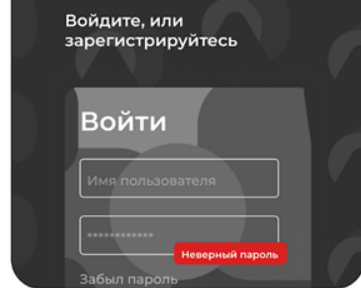 Войдите, или
зарегистрируйтесь
Войти
Имя пользователя
************
Неверный пароль
Забыл пароль